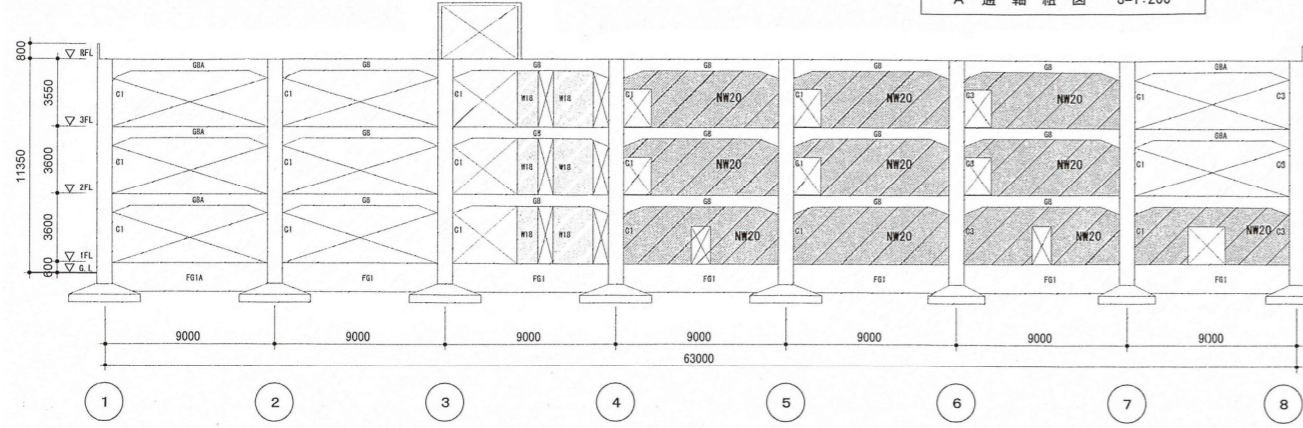 A 通 軸 組 図 S=1:200
800
▽ RFL
G8A G8 G8 G8 G8 G8 G8A
3550
C1 C1 C1 W18 W18 C1 NW20 C1 NW20 C3 NW20 C1 C3
▽ 3FL
G8A G8 G8 G8 G8 G8 G8A
11350
3600
C1 C1 C1 W18 W18 C1 NW20 C1 NW20 C3 NW20 C1 C3
▽ 2FL
G8A G8 G8 G8 G8 G8 G8
3600
C1 C1 C1 W18 W18 C1 NW20 C1 NW20 C3 NW20 C1 NW20 C3
▽ 1FL
600
▽ G.L
FG1A FG1 FG1 FG1 FG1 FG1 FG1
9000 9000 9000 9000 9000 9000 9000
63000
1 2 3 4 5 6 7 8